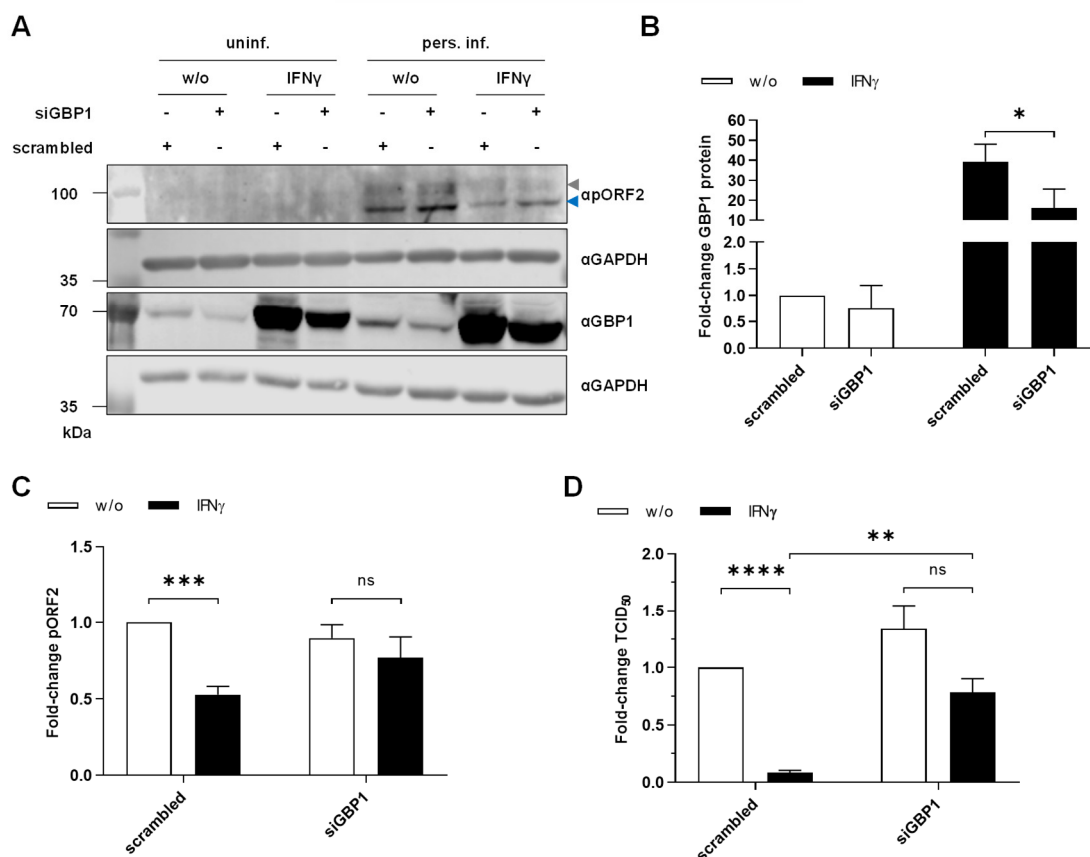 A
uninf. pers. inf.
w/o IFNγ w/o IFNγ
siGBP1 - + - + - + - +
scrambled + - + - + - + -
100 αpORF2
35 αGAPDH
70 αGBP1
35 αGAPDH
kDa
B
w/o IFNγ
*
Fold-change GBP1 protein
60
50
40
30
20
10
2.0
1.5
1.0
0.5
0.0
scrambled siGBP1 scrambled siGBP1
C
w/o IFNγ
*** ns
Fold-change pORF2
1.5
1.0
0.5
0.0
scrambled siGBP1
D
w/o IFNγ
**
**** ns
Fold-change TCID50
2.0
1.5
1.0
0.5
0.0
scrambled siGBP1